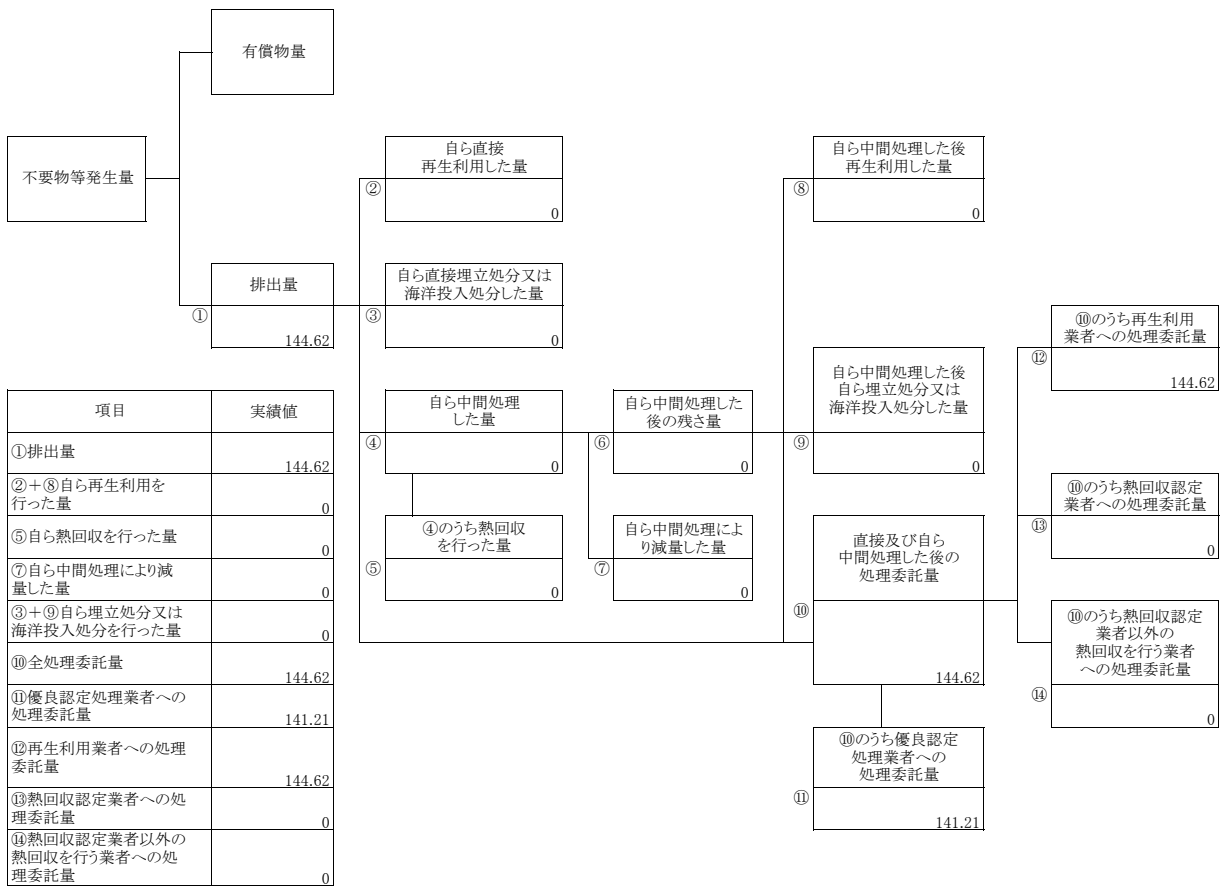 有償物量
不要物等発生量
自ら直接
再生利用した量
②
0
自ら中間処理した後
再生利用した量
⑧
0
排出量
①
144.62
自ら直接埋立処分又は
海洋投入処分した量
③
0
⑩のうち再生利用
業者への処理委託量
⑫
144.62
自ら中間処理
した量
④
0
自ら中間処理した
後の残さ量
⑥
0
自ら中間処理した後
自ら埋立処分又は
海洋投入処分した量
⑨
0
⑩のうち熱回収認定
業者への処理委託量
⑬
0
④のうち熱回収
を行った量
⑤
0
自ら中間処理によ
り減量した量
⑦
0
直接及び自ら
中間処理した後の
処理委託量
⑩
144.62
⑩のうち熱回収認定
業者以外の
熱回収を行う業者
への処理委託量
⑭
0
⑩のうち優良認定
処理業者への
処理委託量
⑪
141.21
項目 実績値
①排出量
144.62
②+⑧自ら再生利用を
行った量
0
⑤自ら熱回収を行った量
0
⑦自ら中間処理により減
量した量
0
③+⑨自ら埋立処分又は
海洋投入処分を行った量
0
⑩全処理委託量
144.62
⑪優良認定処理業者への
処理委託量
141.21
⑫再生利用業者への処理
委託量
144.62
⑬熱回収認定業者への処
理委託量
0
⑭熱回収認定業者以外の
熱回収を行う業者への処
理委託量
0